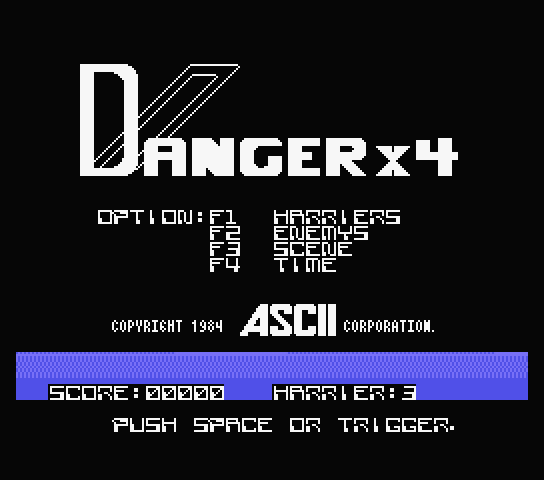 DANGER x4
OPTION:F1 HARRIERS
F2 ENEMYS
F3 SCENE
F4 TIME
COPYRIGHT 1984 ASCII CORPORATION.
SCORE:00000 HARRIER:3
PUSH SPACE OR TRIGGER.